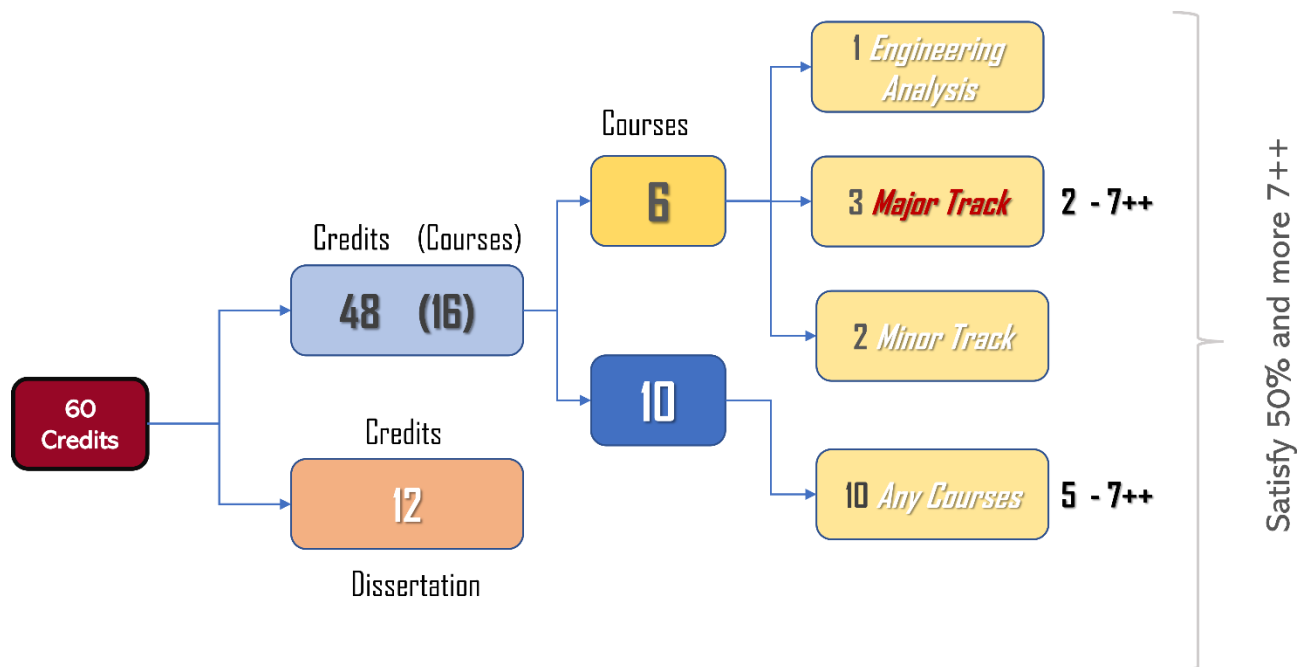 60
Credits
Credits (Courses)
48 (16)
Credits
12
Dissertation
Courses
6
10
1 Engineering
Analysis
3 Major Track
2 - 7++
2 Minor Track
10 Any Courses
5 - 7++
Satisfy 50% and more 7++